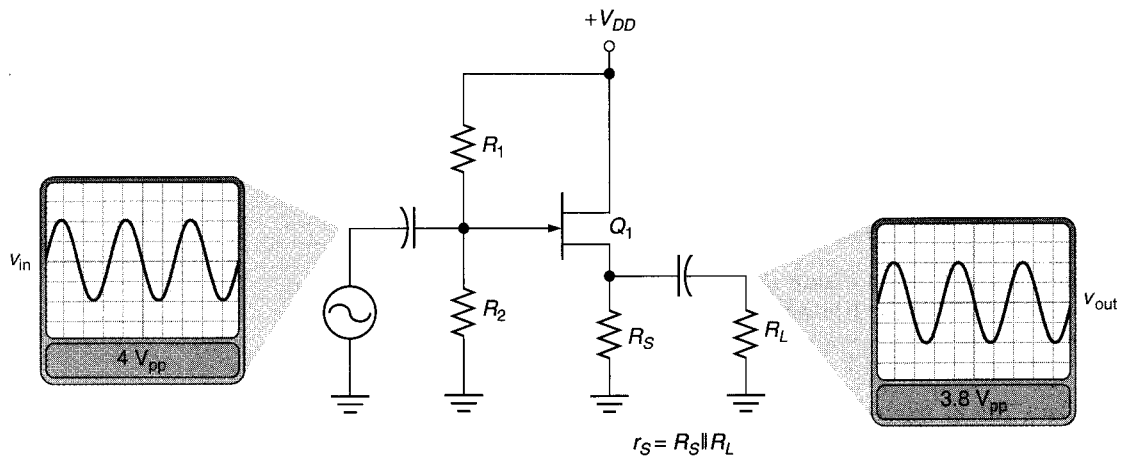 +V_DD
R_1
Q_1
v_in
v_out
R_2
R_S
R_L
4 V_pp
3.8 V_pp
r_S = R_S∥R_L